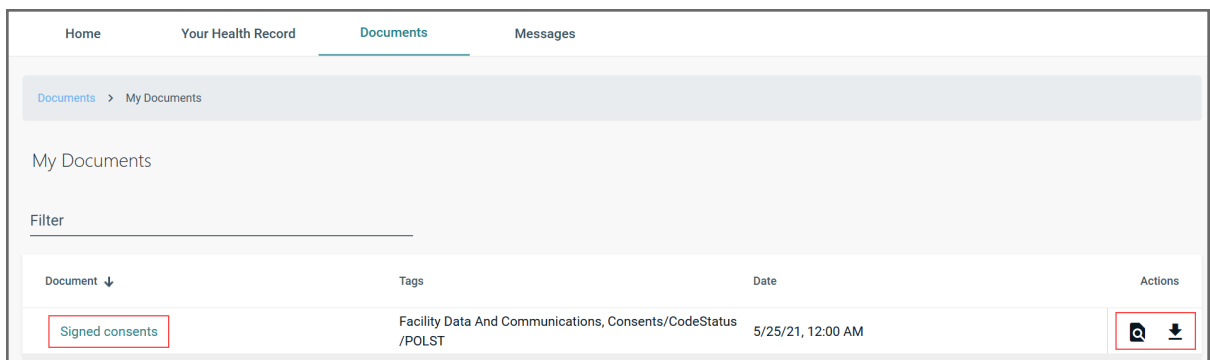 Home Your Health Record Documents Messages
Documents > My Documents
My Documents
Filter
Document Tags Date Actions
Signed consents Facility Data And Communications, Consents/CodeStatus 5/25/21, 12:00 AM
/POLST